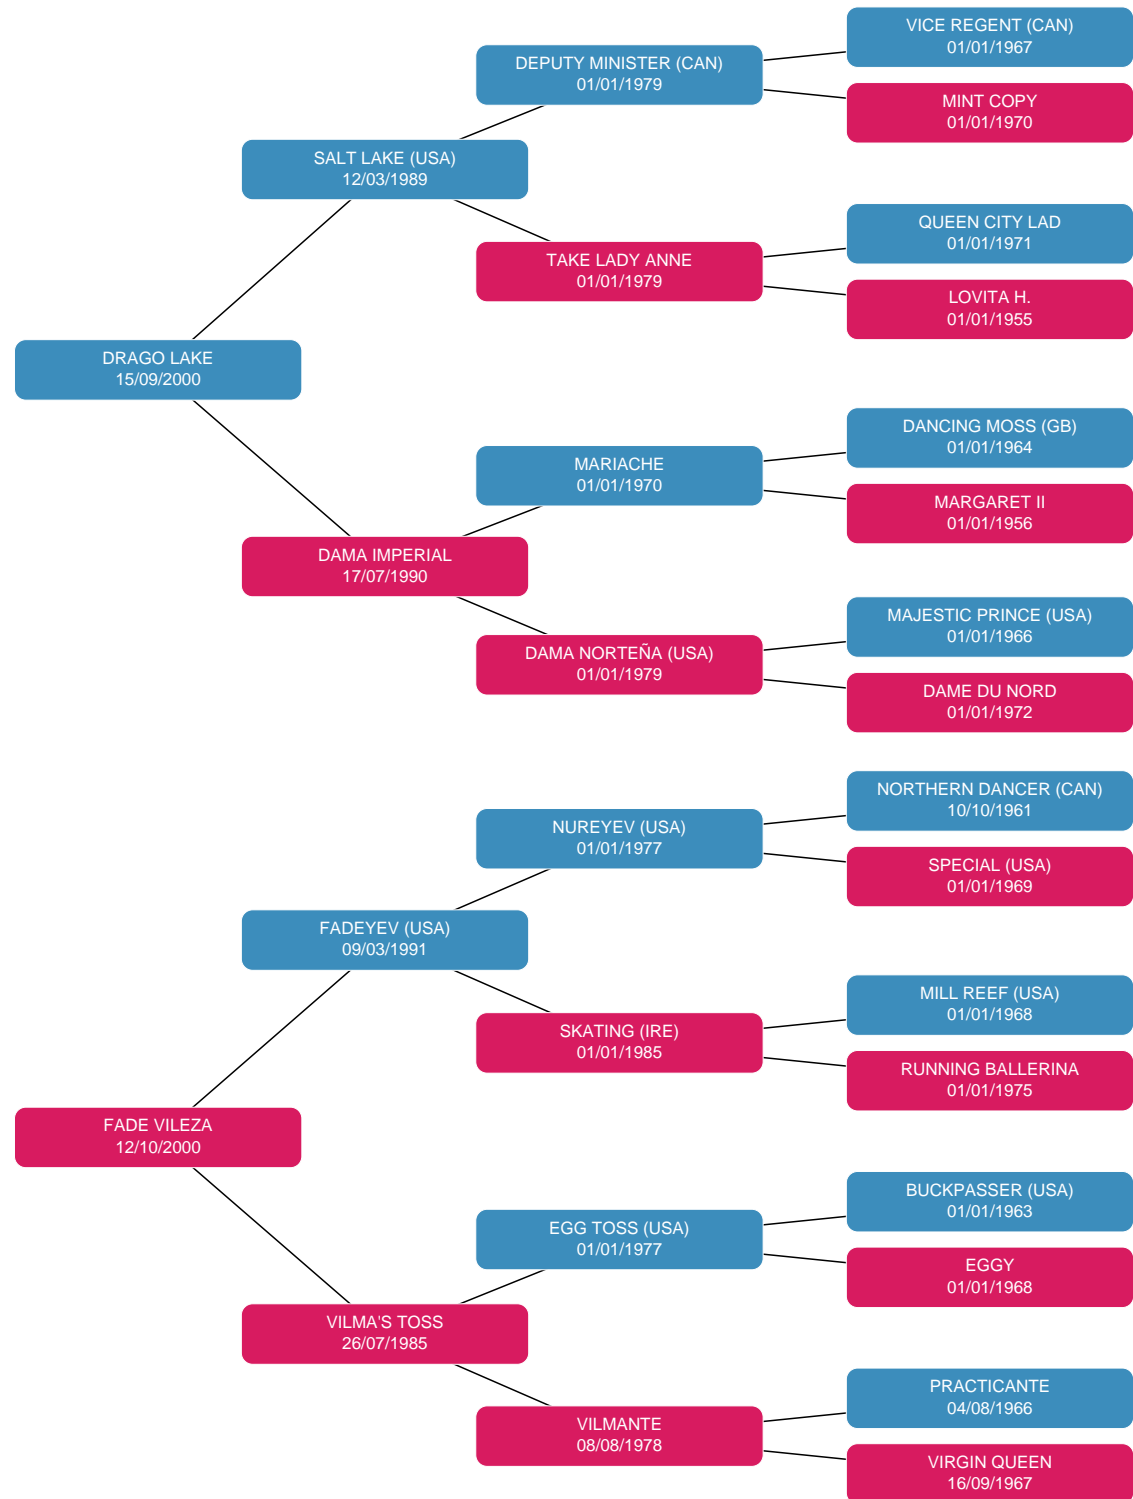 VICE REGENT (CAN)
01/01/1967
DEPUTY MINISTER (CAN)
01/01/1979
MINT COPY
01/01/1970
SALT LAKE (USA)
12/03/1989
QUEEN CITY LAD
01/01/1971
TAKE LADY ANNE
01/01/1979
LOVITA H.
01/01/1955
DRAGO LAKE
15/09/2000
DANCING MOSS (GB)
01/01/1964
MARIACHE
01/01/1970
MARGARET II
01/01/1956
DAMA IMPERIAL
17/07/1990
MAJESTIC PRINCE (USA)
01/01/1966
DAMA NORTEÑA (USA)
01/01/1979
DAME DU NORD
01/01/1972
NORTHERN DANCER (CAN)
10/10/1961
NUREYEV (USA)
01/01/1977
SPECIAL (USA)
01/01/1969
FADEYEV (USA)
09/03/1991
MILL REEF (USA)
01/01/1968
SKATING (IRE)
01/01/1985
RUNNING BALLERINA
01/01/1975
FADE VILEZA
12/10/2000
BUCKPASSER (USA)
01/01/1963
EGG TOSS (USA)
01/01/1977
EGGY
01/01/1968
VILMA'S TOSS
26/07/1985
PRACTICANTE
04/08/1966
VILMANTE
08/08/1978
VIRGIN QUEEN
16/09/1967